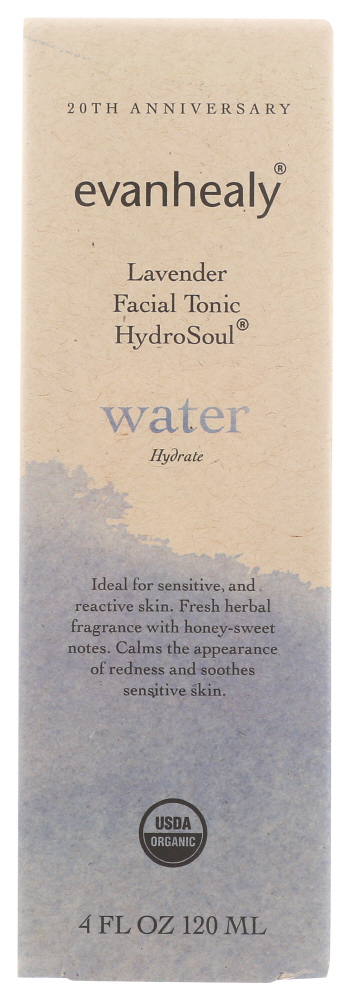 20TH ANNIVERSARY
evanhealy®
Lavender
Facial Tonic
HydroSoul®
water
Hydrate
Ideal for sensitive, and
reactive skin. Fresh herbal
fragrance with honey-sweet
notes. Calms the appearance
of redness and soothes
sensitive skin.
USDA
ORGANIC
4 FL OZ 120 ML